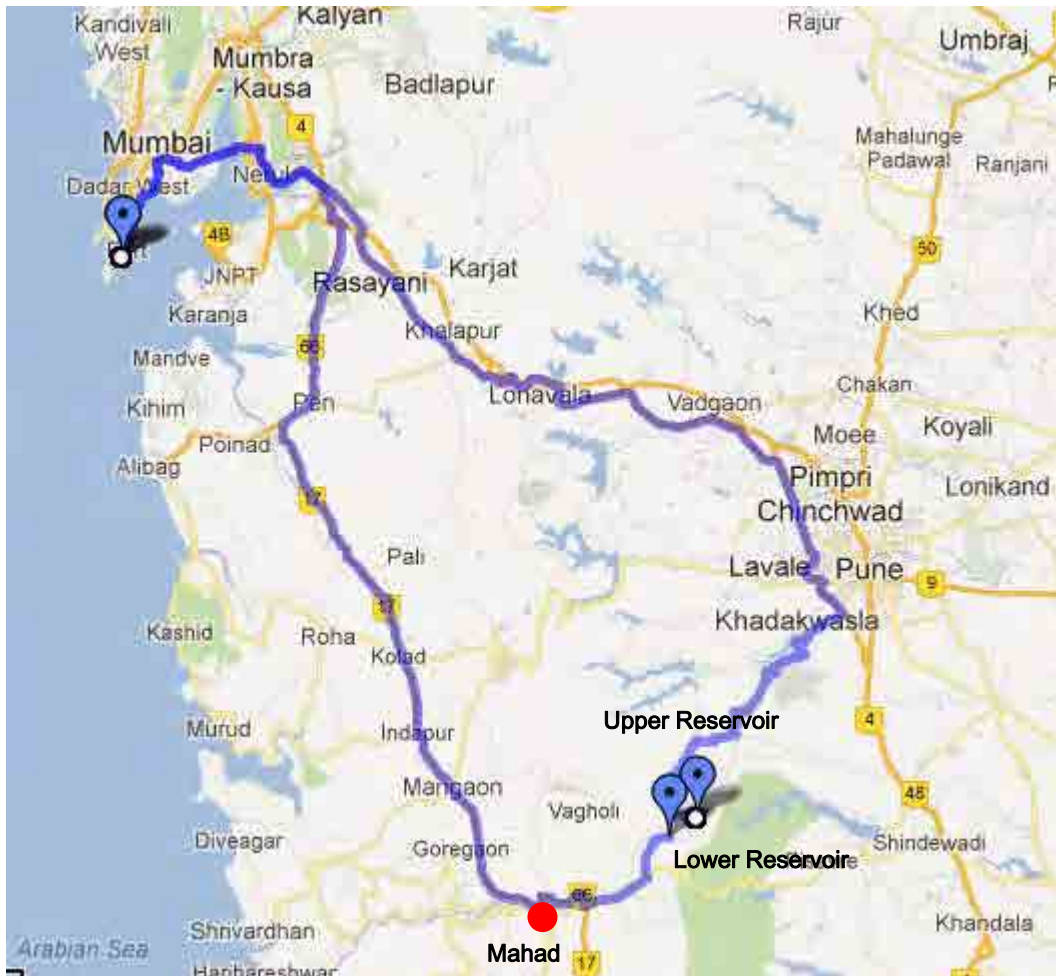 Kandivali
West
Kalyan
Rajur
Umbraj
Mumbra
- Kausa
Badlapur
4
Mumbai
Mahalunge
Padawal
Ranjani
Dadar West
Nerul
4B
50
JNPT
Karjat
Rasayani
Karanja
Khed
Khalapur
66
Mandve
Chakan
Lonavala
Kihim
Pen
Vadgaon
Koyali
Moee
Poinad
Alibag
Pimpri
Chinchwad
Lonikand
17
Pali
Lavale
Pune
9
17
Khadakwasla
Kashid
Roha
Kolad
Upper Reservoir
4
Murud
Indapur
Mangaon
48
Vagholi
Diveagar
Goregaon
Shindewadi
Lower Reservoir
66
Shrivardhan
Khandala
Arabian Sea
Mahad
17
Harihareshwar